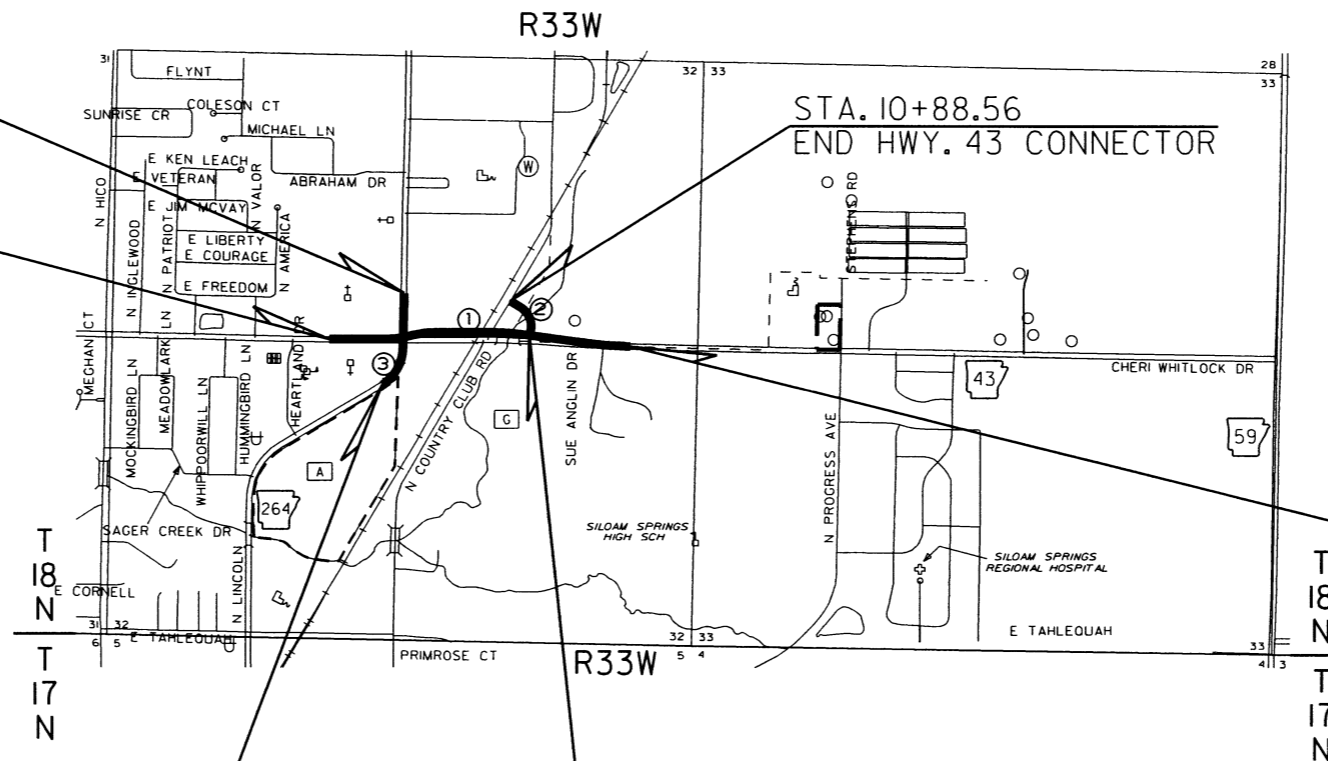 R33W
31
32 33
28
33
FLYNT
COLESON CT
SUNRISE CR
MICHAEL LN
E KEN LEACH
E VETERAN
ABRAHAM DR
E JIM MCVAY
E LIBERTY
E COURAGE
E FREEDOM
N HICO
N INGLEWOOD
N PATRIOT
N VALOR
N AMERICA
W
STA. 10+88.56
END HWY. 43 CONNECTOR
STEPHENS RD
1
2
3
MEGHAN CT
MOCKINGBIRD LN
MEADOWLARK LN
WHIPPOORWILL LN
HUMMINGBIRD LN
HEARTLAND DR
N COUNTRY CLUB RD
SUE ANGLIN DR
N PROGRESS AVE
CHERI WHITLOCK DR
43
59
G
A
264
SAGER CREEK DR
N LINCOLN
SILOAM SPRINGS
HIGH SCH
SILOAM SPRINGS
REGIONAL HOSPITAL
T
18
N
E CORNELL
E TAHLEQUAH
31 32
6 5
PRIMROSE CT
32 33
5 4
E TAHLEQUAH
33
4 3
T
18
N
T
17
N
R33W
T
17
N